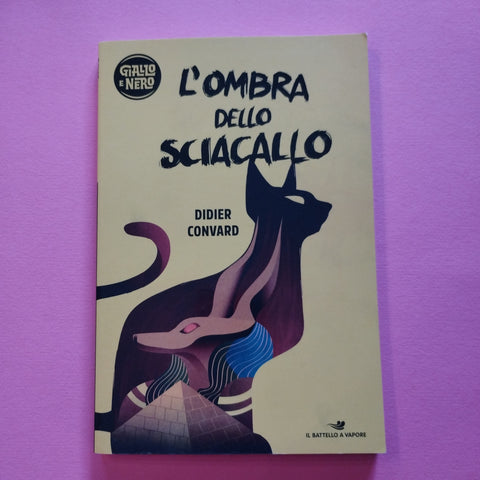 GIALLO
E NERO
L'OMBRA
DELLO
SCIACALLO
DIDIER
CONVARD
IL BATTELLO A VAPORE